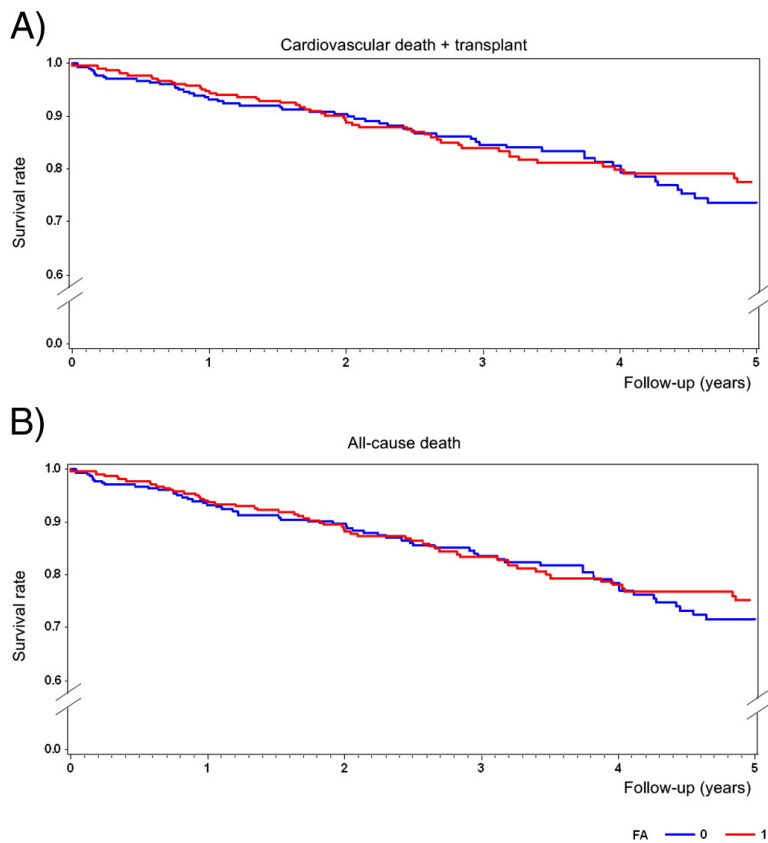 A)
Cardiovascular death + transplant
1.0
0.9
0.8
0.7
0.6
0.0
Survival rate
0 1 2 3 4 5
Follow-up (years)
B)
All-cause death
1.0
0.9
0.8
0.7
0.6
0.0
Survival rate
0 1 2 3 4 5
Follow-up (years)
FA 0 1